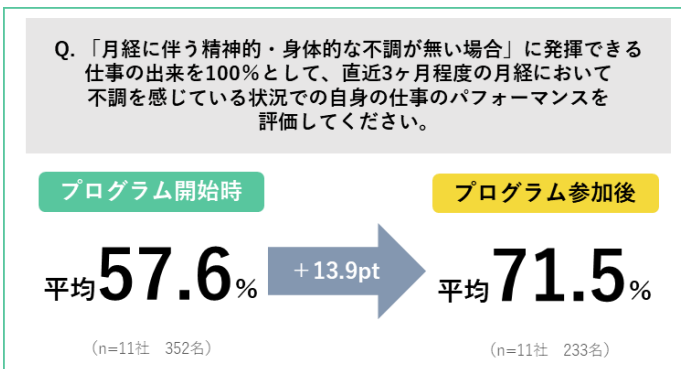 Q. 「月経に伴う精神的・身体的な不調が無い場合」に発揮できる
仕事の出来を100%として、直近3ヶ月程度の月経において
不調を感じている状況での自身の仕事のパフォーマンスを
評価してください。
プログラム開始時
プログラム参加後
平均57.6%
＋13.9pt
平均71.5%
（n=11社　352名）
（n=11社　233名）